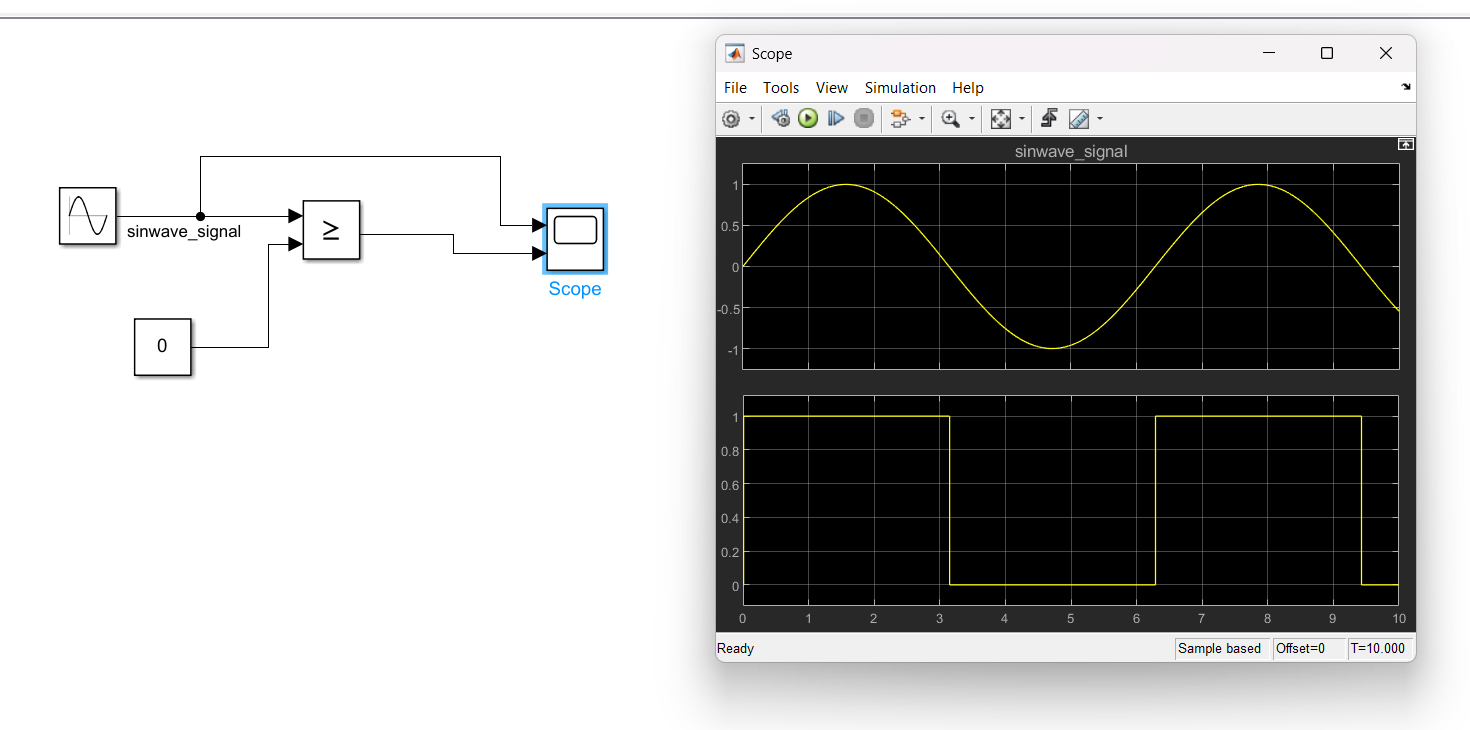 sinwave_signal
≥
0
Scope
Scope
File Tools View Simulation Help
sinwave_signal
1
0.5
0
-0.5
-1
1
0.8
0.6
0.4
0.2
0
0 1 2 3 4 5 6 7 8 9 10
Ready Sample based Offset=0 T=10.000